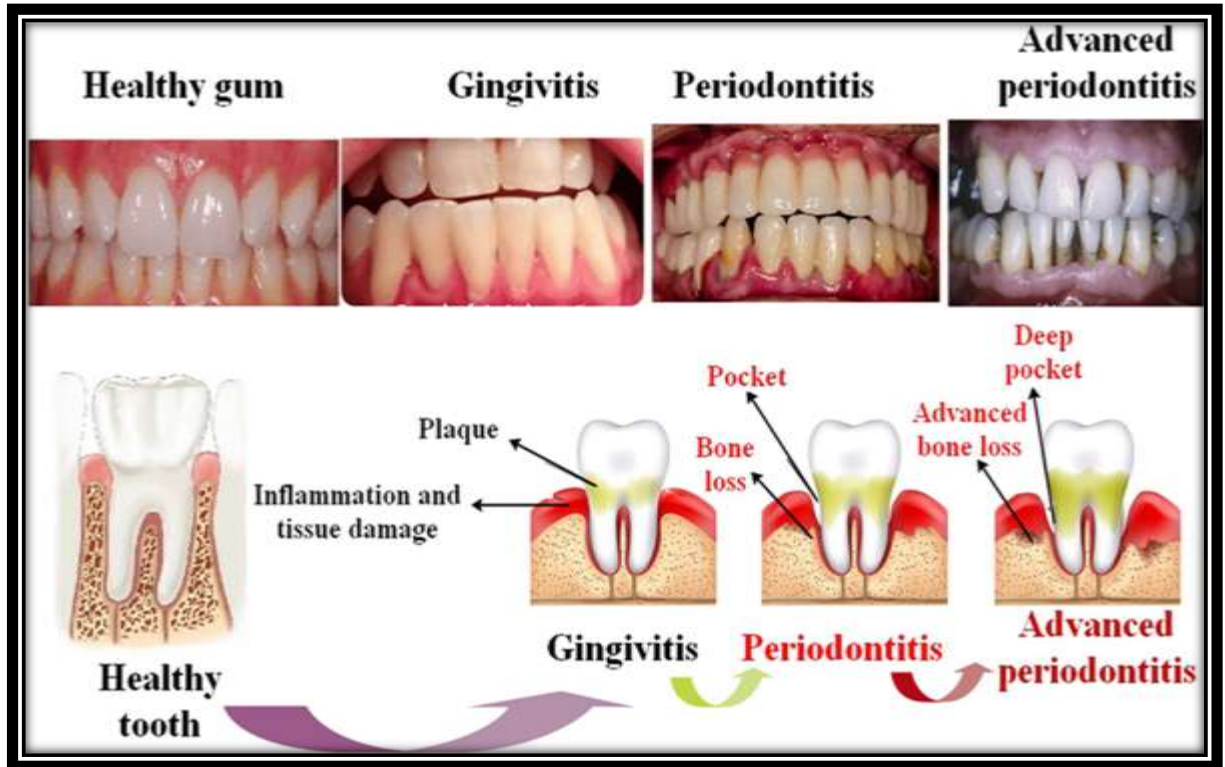 Healthy gum
Gingivitis
Periodontitis
Advanced
periodontitis
Plaque
Inflammation and
tissue damage
Pocket
Bone
loss
Deep
pocket
Advanced
bone loss
Healthy
tooth
Gingivitis
Periodontitis
Advanced
periodontitis